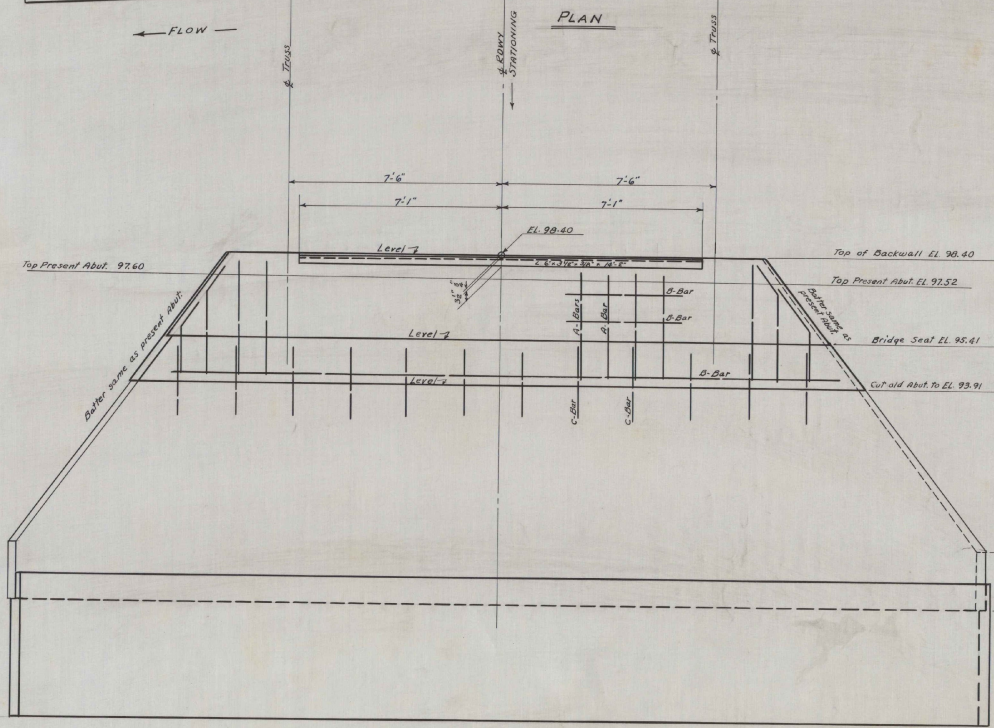 PLAN
← FLOW —
℄ Truss
℄ RDWY
STATIONING
℄ Truss
7'-6"
7'-6"
7'-1"
7'-1"
EL. 98.40
Level
Top of Backwall EL. 98.40
Top Present Abut. 97.60
Top Present Abut. EL. 97.52
3½"
B-Bar
A-Bars
A-Bar
B-Bar
Batter same as present Abut.
Batter same as
present Abut.
Level
Bridge Seat EL. 95.41
B-Bar
Level
Cut old Abut. to EL. 93.91
C-Bar
C-Bar